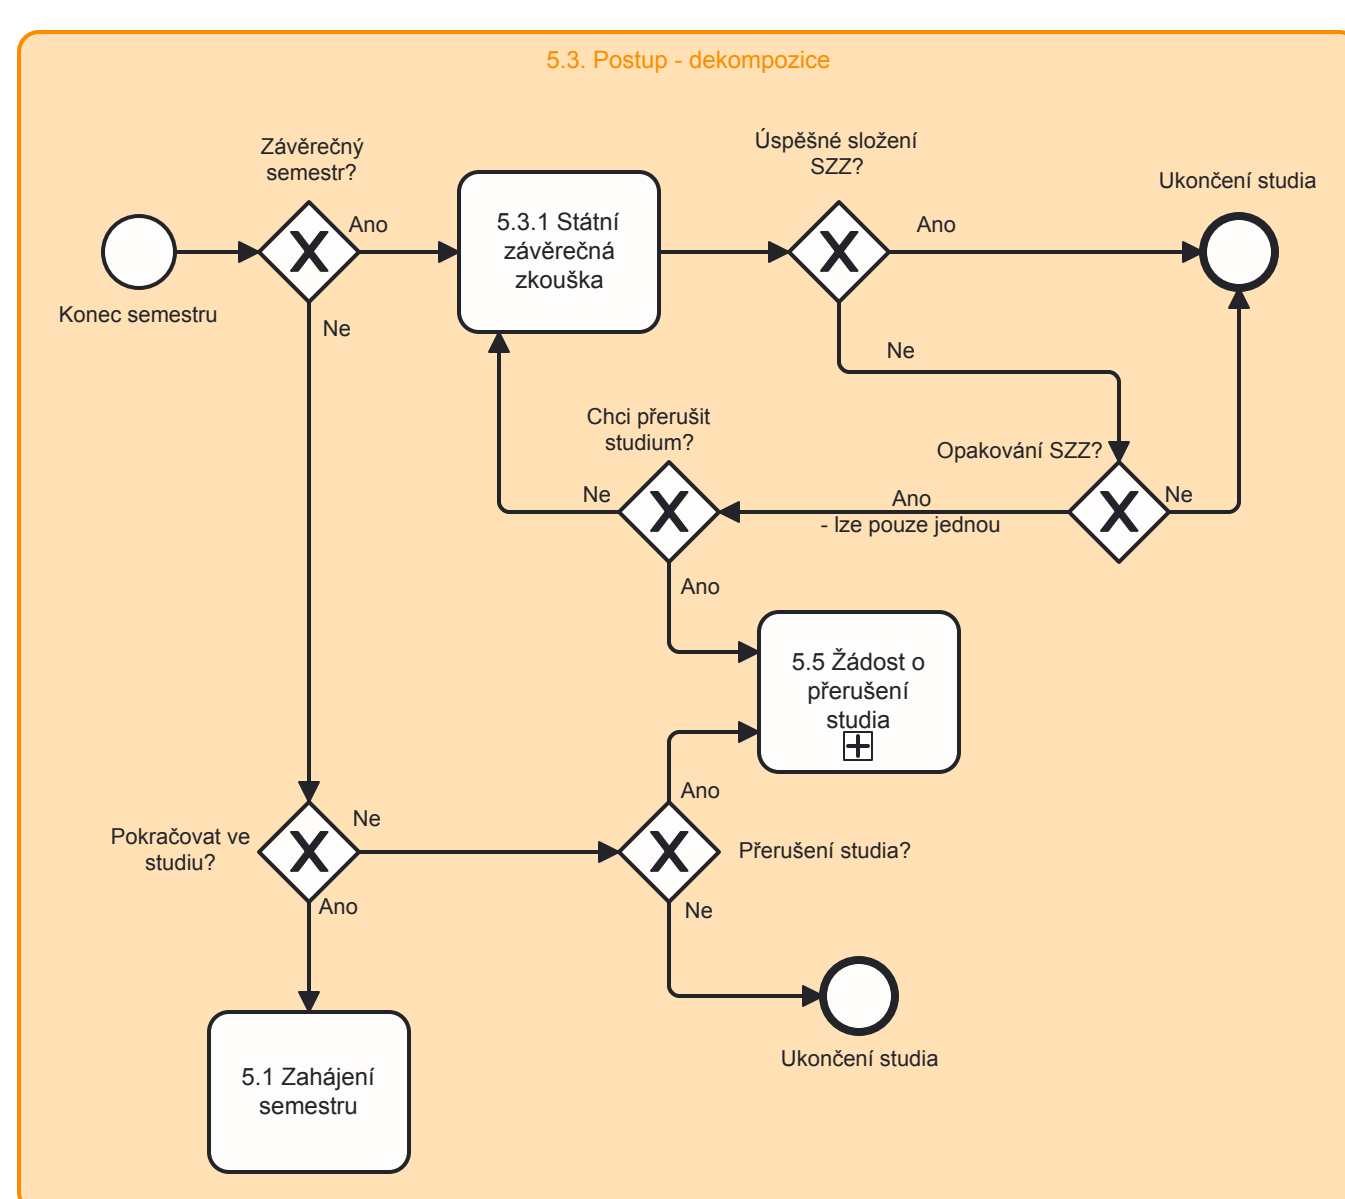 5.3. Postup - dekompozice
Závěrečný
semestr?
Úspěšné složení
SZZ?
Ukončení studia
Ano
5.3.1 Státní
závěrečná
zkouška
Ano
Konec semestru
Ne
Ne
Chci přerušit
studium?
Opakování SZZ?
Ne
Ano
- lze pouze jednou
Ne
Ano
5.5 Žádost o
přerušení
studia
Ano
Pokračovat ve
studiu?
Ne
Přerušení studia?
Ano
Ne
Ukončení studia
5.1 Zahájení
semestru